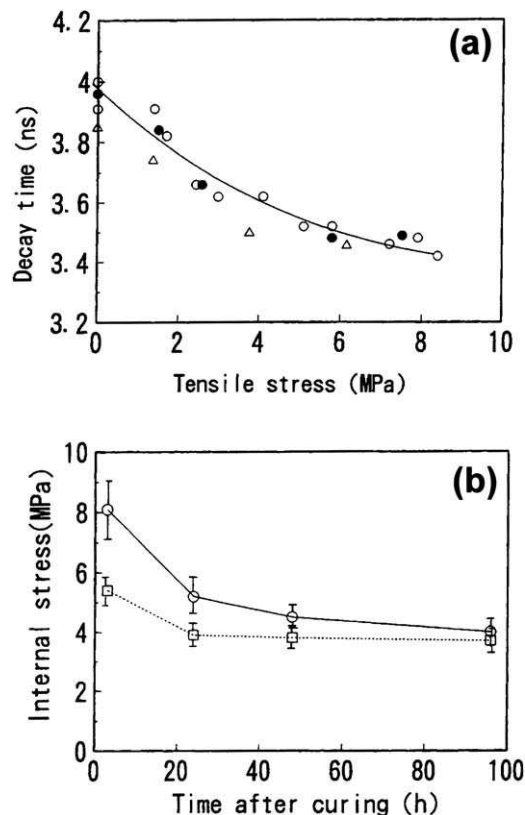 (a)
4.2
4
3.8
3.6
3.4
3.2
Decay time (ns)
0 2 4 6 8 10
Tensile stress (MPa)
(b)
10
8
6
4
2
0
Internal stress(MPa)
0 20 40 60 80 100
Time after curing (h)